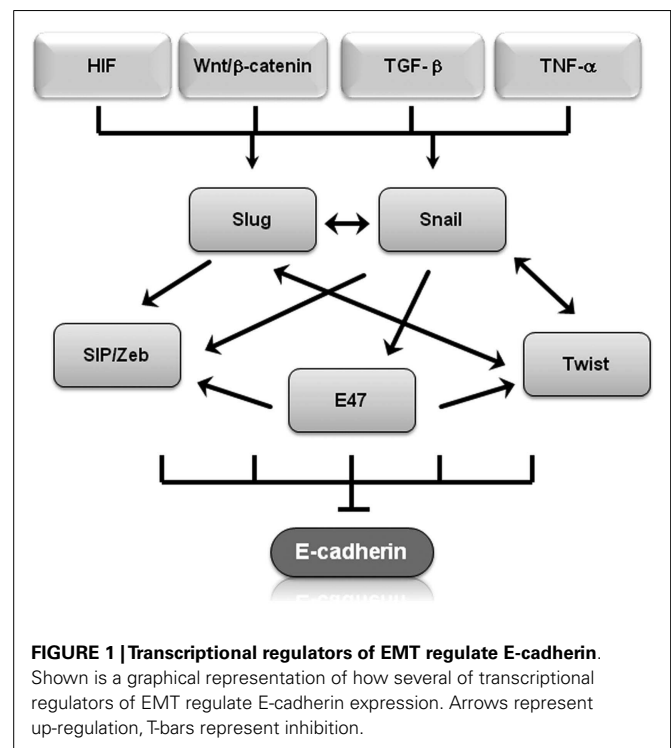 HIF
Wnt/β-catenin
TGF- β
TNF-α
Slug
Snail
SIP/Zeb
Twist
E47
E-cadherin
FIGURE 1 | Transcriptional regulators of EMT regulate E-cadherin.
Shown is a graphical representation of how several of transcriptional
regulators of EMT regulate E-cadherin expression. Arrows represent
up-regulation, T-bars represent inhibition.